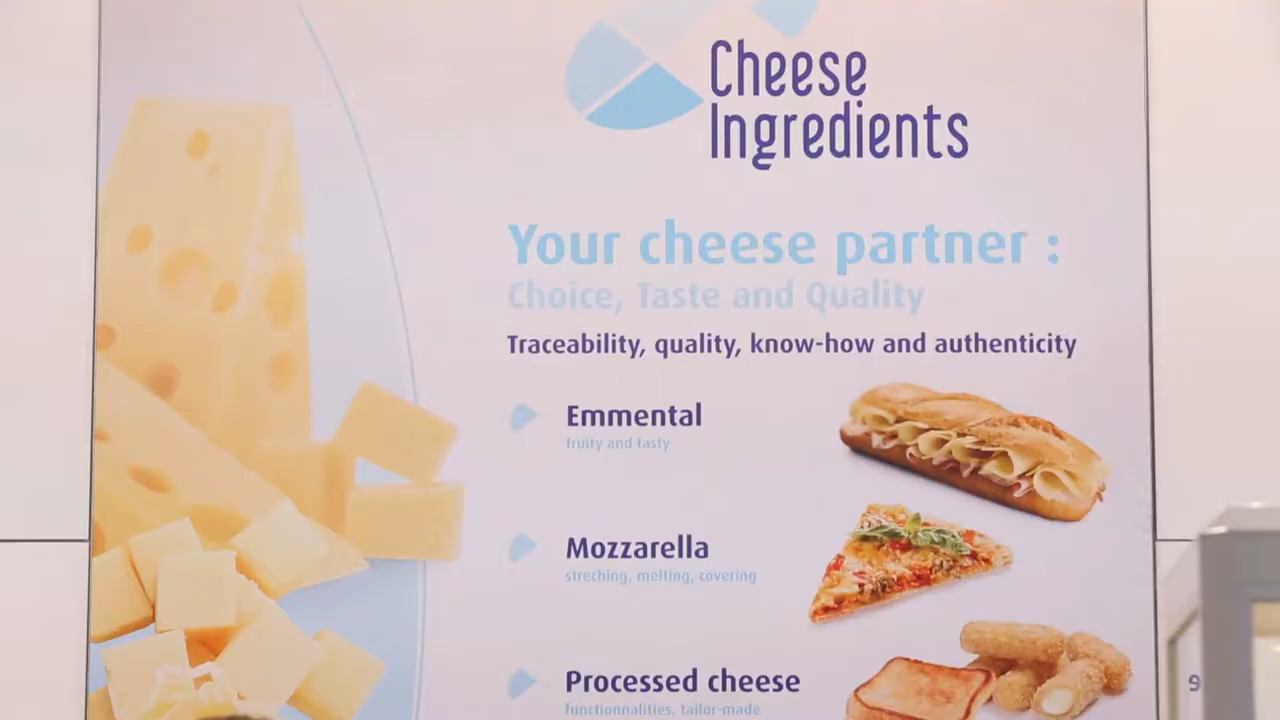 Cheese
Ingredients
Your cheese partner :
Choice, Taste and Quality
Traceability, quality, know-how and authenticity
Emmental
fruity and tasty
Mozzarella
streching, melting, covering
Processed cheese
functionnalities, tailor-made
9